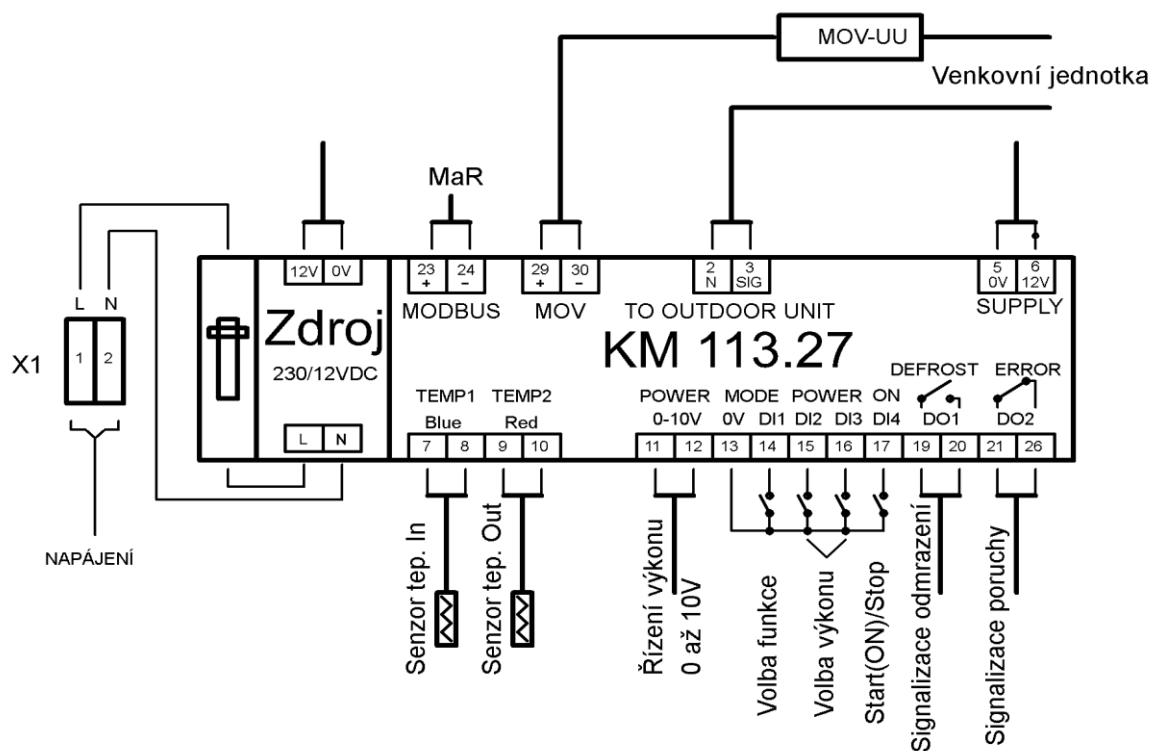 MOV-UU
Venkovní jednotka
MaR
L N
X1
1 2
NAPÁJENÍ
12V 0V
Zdroj
230/12VDC
L N
23 24
+ −
MODBUS
29 30
+ −
MOV
2 3
N SIG
TO OUTDOOR UNIT
5 6
0V 12V
SUPPLY
KM 113.27
TEMP1 TEMP2
Blue Red
7 8 9 10
POWER MODE POWER ON
0-10V 0V DI1 DI2 DI3 DI4
DEFROST ERROR
DO1 DO2
11 12 13 14 15 16 17 19 20 21 26
Senzor tep. In
Senzor tep. Out
Řízení výkonu
0 až 10V
Volba funkce
Volba výkonu
Start(ON)/Stop
Signalizace odmrazení
Signalizace poruchy